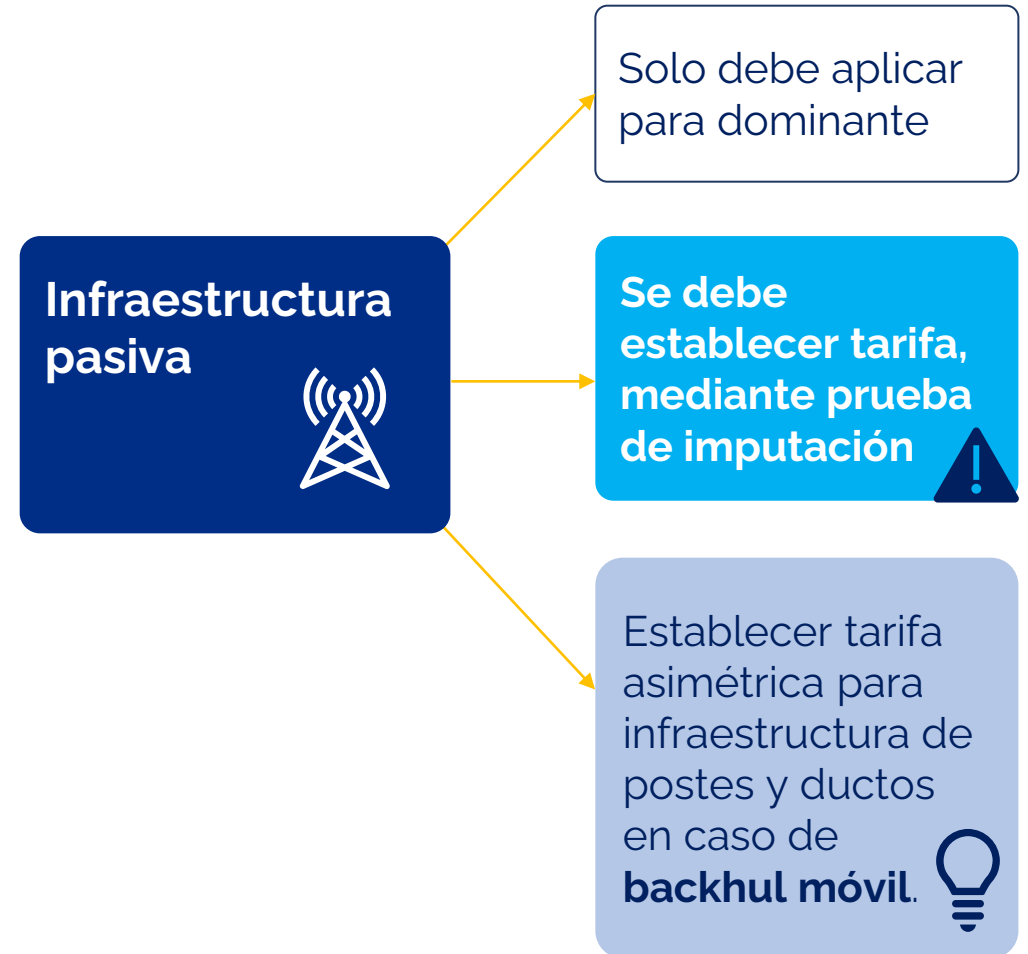 Solo debe aplicar
para dominante
Infraestructura
pasiva
Se debe
establecer tarifa,
mediante prueba
de imputación
Establecer tarifa
asimétrica para
infraestructura de
postes y ductos
en caso de
backhul móvil.